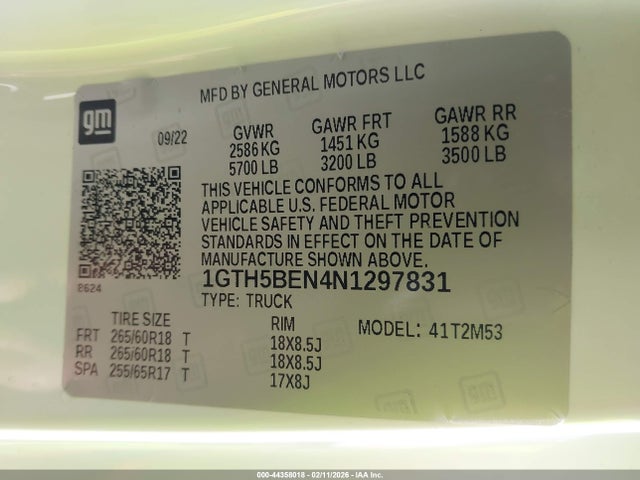 MFD BY GENERAL MOTORS LLC
gm
09/22
GVWR GAWR FRT GAWR RR
2586 KG 1451 KG 1588 KG
5700 LB 3200 LB 3500 LB
THIS VEHICLE CONFORMS TO ALL
APPLICABLE U.S. FEDERAL MOTOR
VEHICLE SAFETY AND THEFT PREVENTION
STANDARDS IN EFFECT ON THE DATE OF
MANUFACTURE SHOWN ABOVE.
8624
1GTH5BEN4N1297831
TYPE: TRUCK
TIRE SIZE RIM MODEL: 41T2M53
FRT 265/60R18 T 18X8.5J
RR 265/60R18 T 18X8.5J
SPA 255/65R17 T 17X8J
000-44358018 - 02/11/2026 - IAA Inc.